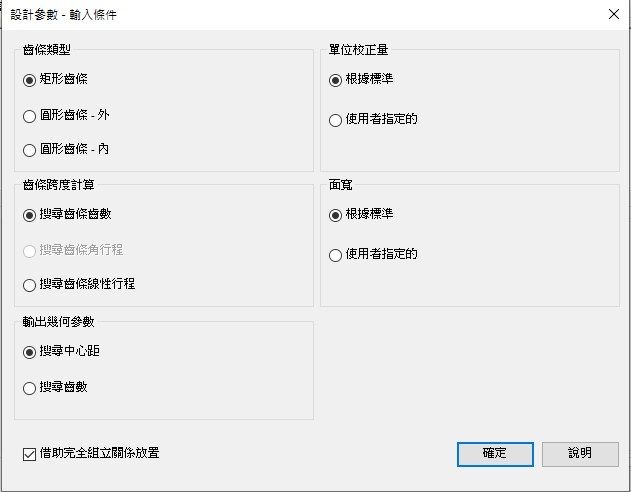 設計參數 - 輸入條件
齒條類型
矩形齒條
圓形齒條 - 外
圓形齒條 - 內
單位校正量
根據標準
使用者指定的
齒條跨度計算
搜尋齒條齒數
搜尋齒條角行程
搜尋齒條線性行程
面寬
根據標準
使用者指定的
輸出幾何參數
搜尋中心距
搜尋齒數
借助完全組立關係放置
確定
說明